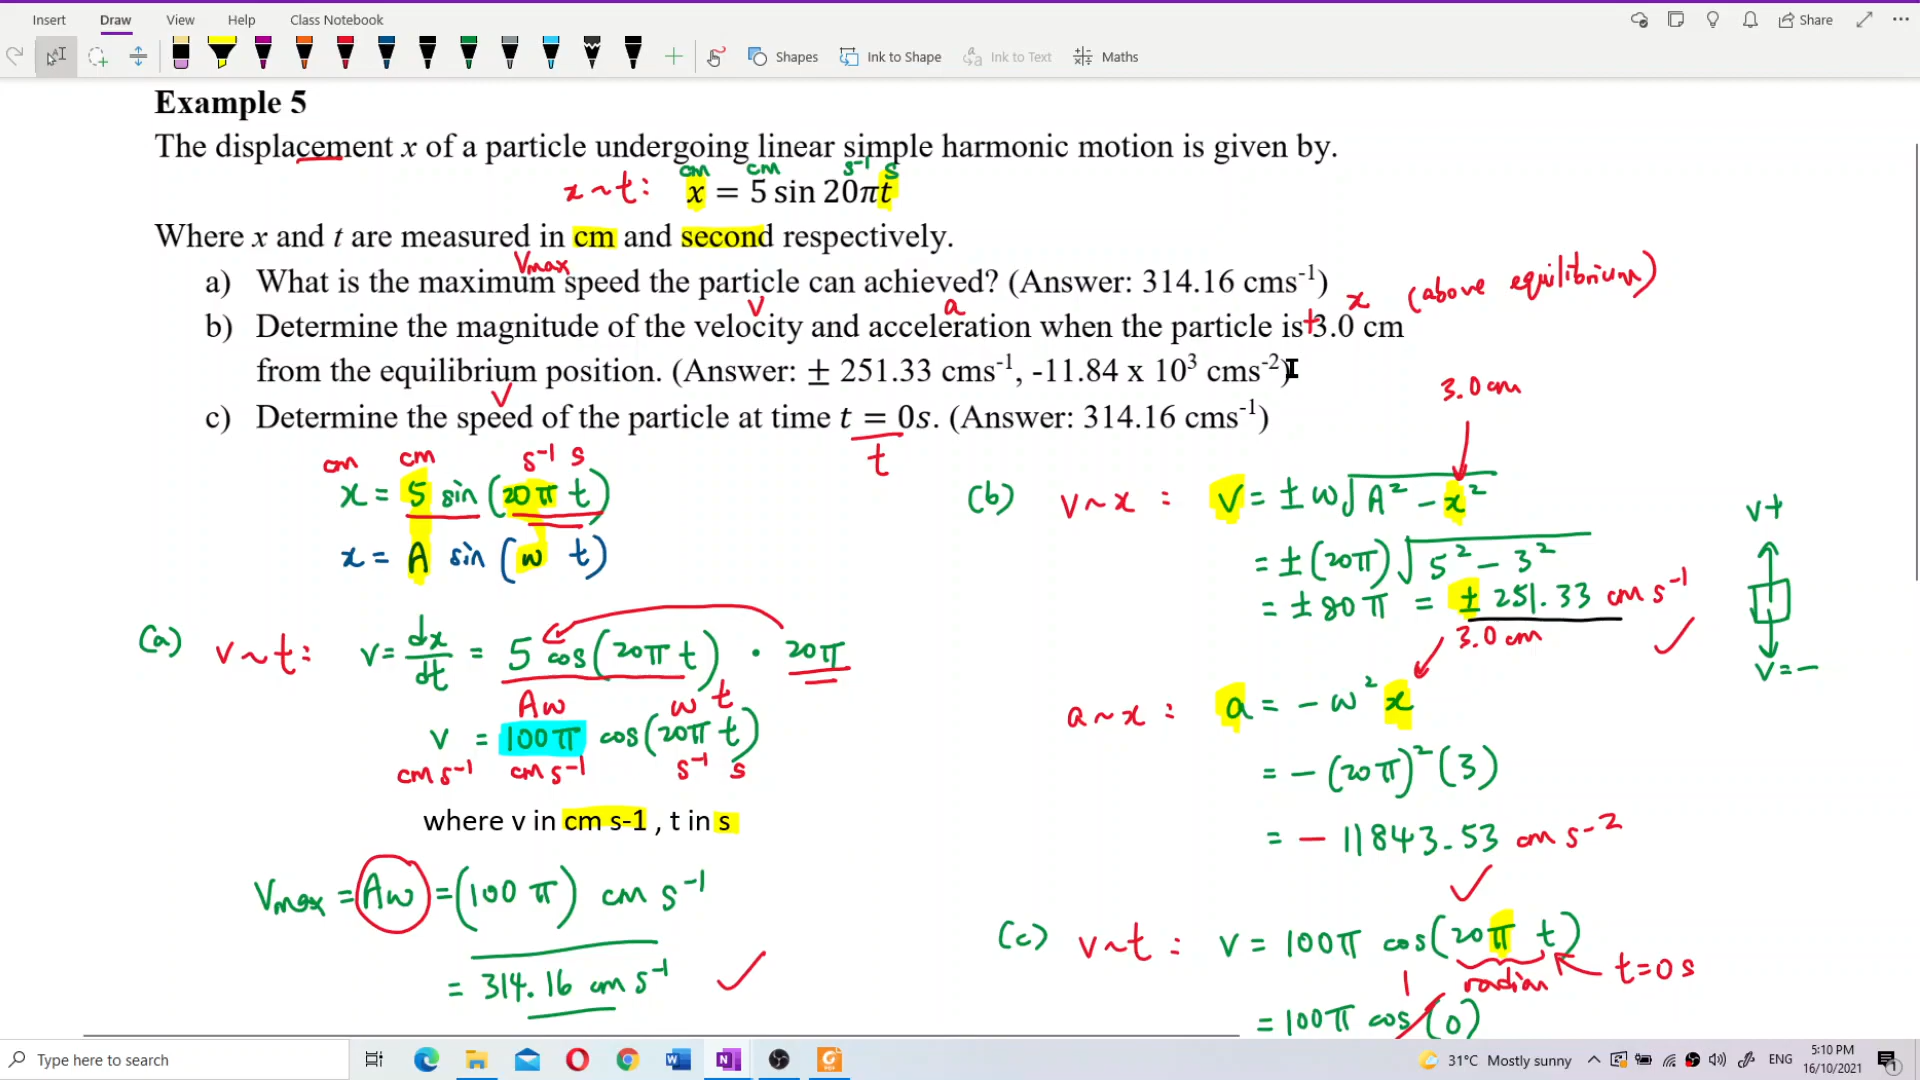 Insert Draw View Help Class Notebook Share
Shapes Ink to Shape Ink to Text Maths
Example 5
The displacement x of a particle undergoing linear simple harmonic motion is given by.
cm cm s⁻¹ s
x ~ t : x = 5 sin 20πt
Where x and t are measured in cm and second respectively.
Vmax
a) What is the maximum speed the particle can achieved? (Answer: 314.16 cms⁻¹)
v a x (above equilibrium)
b) Determine the magnitude of the velocity and acceleration when the particle is +3.0 cm
from the equilibrium position. (Answer: ± 251.33 cms⁻¹, -11.84 x 10³ cms⁻²)
v
c) Determine the speed of the particle at time t = 0s. (Answer: 314.16 cms⁻¹)
t
cm cm s⁻¹ s
x = 5 sin (20π t)
x = A sin (ω t)
(a) v ~ t : v = dx/dt = 5 cos(20π t) · 20π
Aω ω t
v = 100π cos(20π t)
cm s⁻¹ cm s⁻¹ s⁻¹ s
where v in cm s-1 , t in s
Vmax = Aω = (100 π) cm s⁻¹
= 314.16 cm s⁻¹
3.0 cm
(b) v ~ x : v = ± ω√(A² − x²)
= ± (20π) √(5² − 3²)
= ± 80π = ± 251.33 cm s⁻¹
v+
v = −
3.0 cm
a ~ x : a = − ω² x
= − (20π)² (3)
= − 11843.53 cm s⁻²
(c) v ~ t : v = 100π cos(20π t)
1 radian t=0 s
= 100π cos (0)
Type here to search
31°C Mostly sunny ENG 5:10 PM
16/10/2021
1